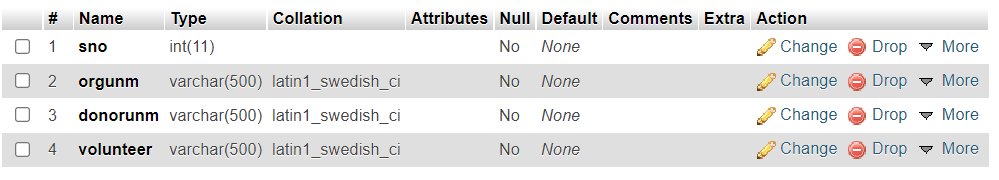 # Name Type Collation Attributes Null Default Comments Extra Action
1 sno int(11) No None Change Drop More
2 orgunm varchar(500) latin1_swedish_ci No None Change Drop More
3 donorunm varchar(500) latin1_swedish_ci No None Change Drop More
4 volunteer varchar(500) latin1_swedish_ci No None Change Drop More